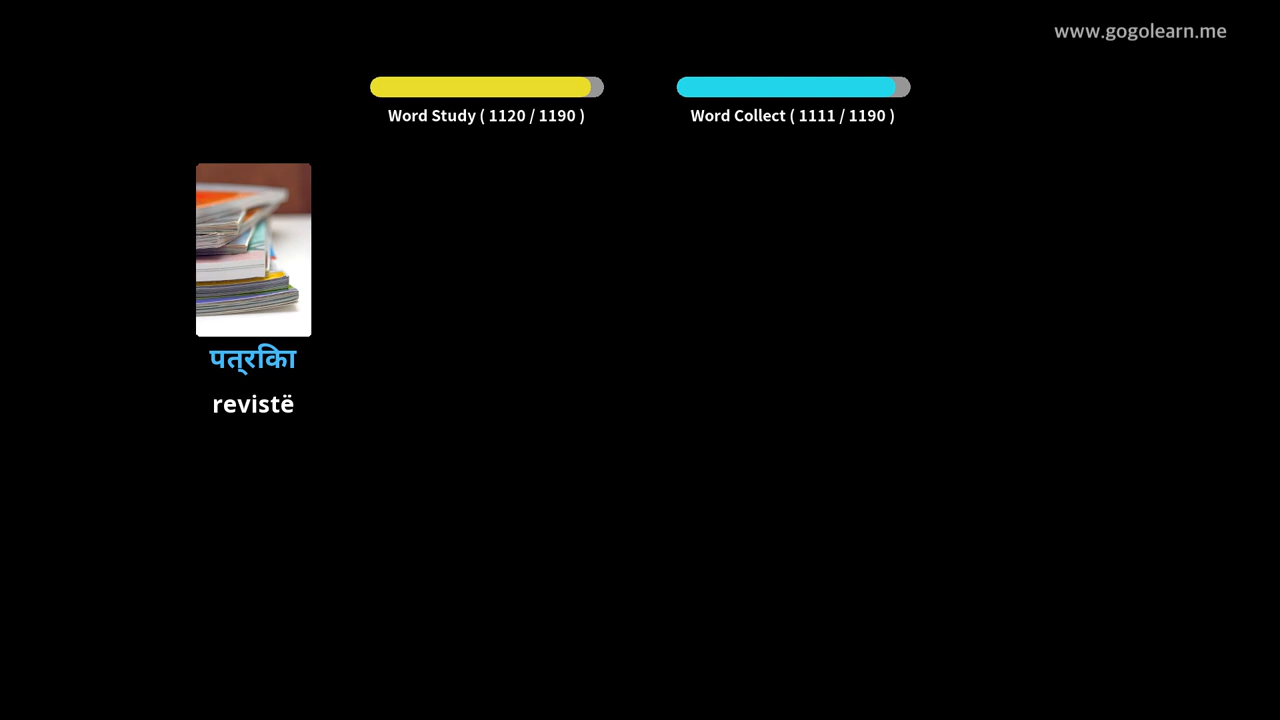 www.gogolearn.me
Word Study ( 1120 / 1190 )
Word Collect ( 1111 / 1190 )
पत्रिका
revistë